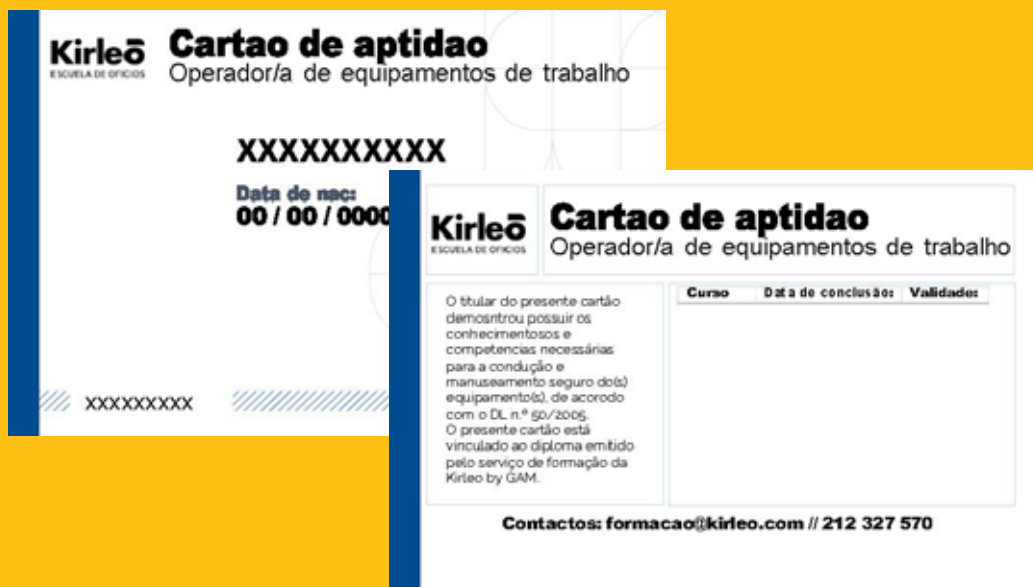 Kirleō
ESCUELA DE OFICIOS
Cartao de aptidao
Operador/a de equipamentos de trabalho
XXXXXXXXXX
Data de nac:
00 / 00 / 0000
XXXXXXXXX
Kirleō
ESCUELA DE OFICIOS
Cartao de aptidao
Operador/a de equipamentos de trabalho
O titular do presente cartão
demosntrou possuir os
conhecimentosos e
competencias necessárias
para a condução e
manuseamento seguro do(s)
equipamento(s), de acorodo
com o DL n.º 50/2005.
O presente cartão está
vinculado ao diploma emitido
pelo serviço de formação da
Kirleo by GAM.
Curso Data de conclusão: Validade:
Contactos: formacao@kirleo.com // 212 327 570